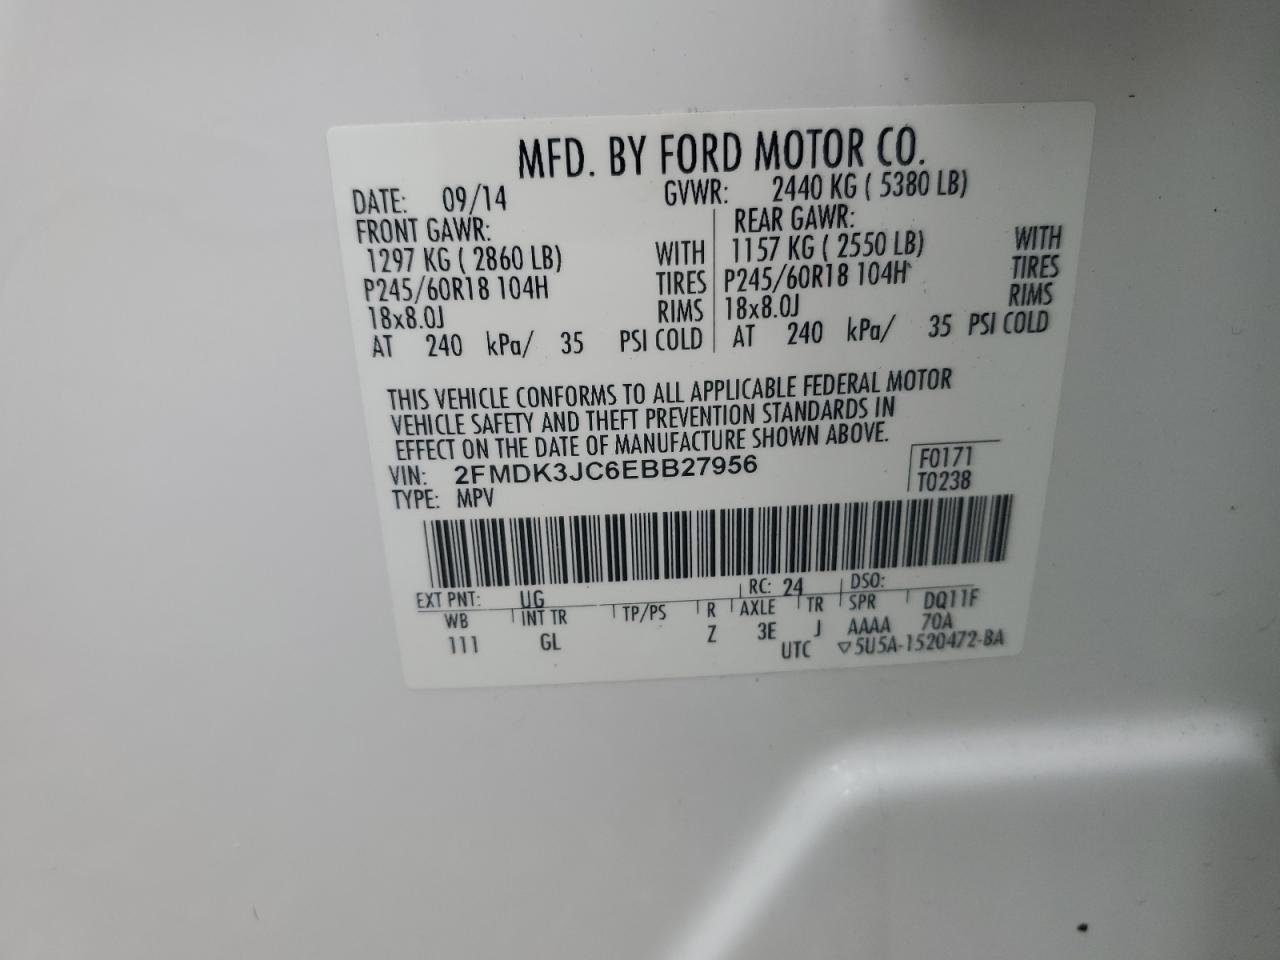 MFD. BY FORD MOTOR CO.
DATE: 09/14 GVWR: 2440 KG ( 5380 LB)
FRONT GAWR: REAR GAWR:
1297 KG ( 2860 LB) WITH 1157 KG ( 2550 LB) WITH
P245/60R18 104H TIRES P245/60R18 104H TIRES
18x8.0J RIMS 18x8.0J RIMS
AT 240 kPa/ 35 PSI COLD AT 240 kPa/ 35 PSI COLD
THIS VEHICLE CONFORMS TO ALL APPLICABLE FEDERAL MOTOR
VEHICLE SAFETY AND THEFT PREVENTION STANDARDS IN
EFFECT ON THE DATE OF MANUFACTURE SHOWN ABOVE.
VIN: 2FMDK3JC6EBB27956 F0171
TYPE: MPV T0238
EXT PNT: UG RC: 24 DSO:
WB INT TR TP/PS R AXLE TR SPR DQ11F
111 GL Z 3E J AAAA 70A
UTC ▽5U5A-1520472-BA